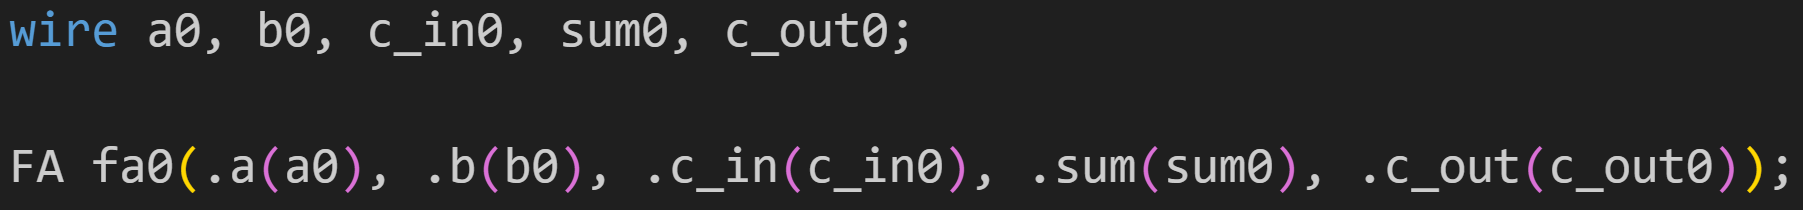 wire a0, b0, c_in0, sum0, c_out0;
FA fa0(.a(a0), .b(b0), .c_in(c_in0), .sum(sum0), .c_out(c_out0));